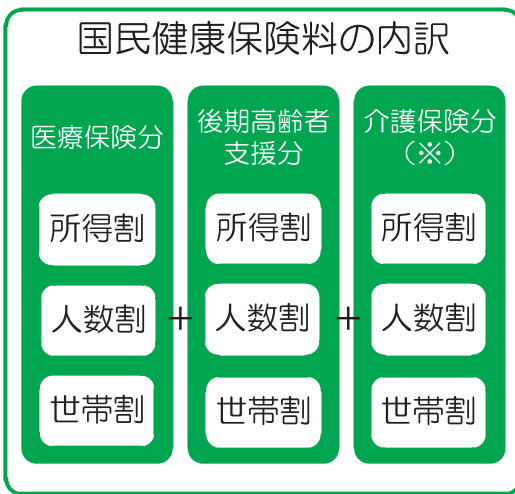 国民健康保険料の内訳
医療保険分
所得割
人数割
世帯割
+
後期高齢者
支援分
所得割
人数割
世帯割
+
介護保険分
(※)
所得割
人数割
世帯割